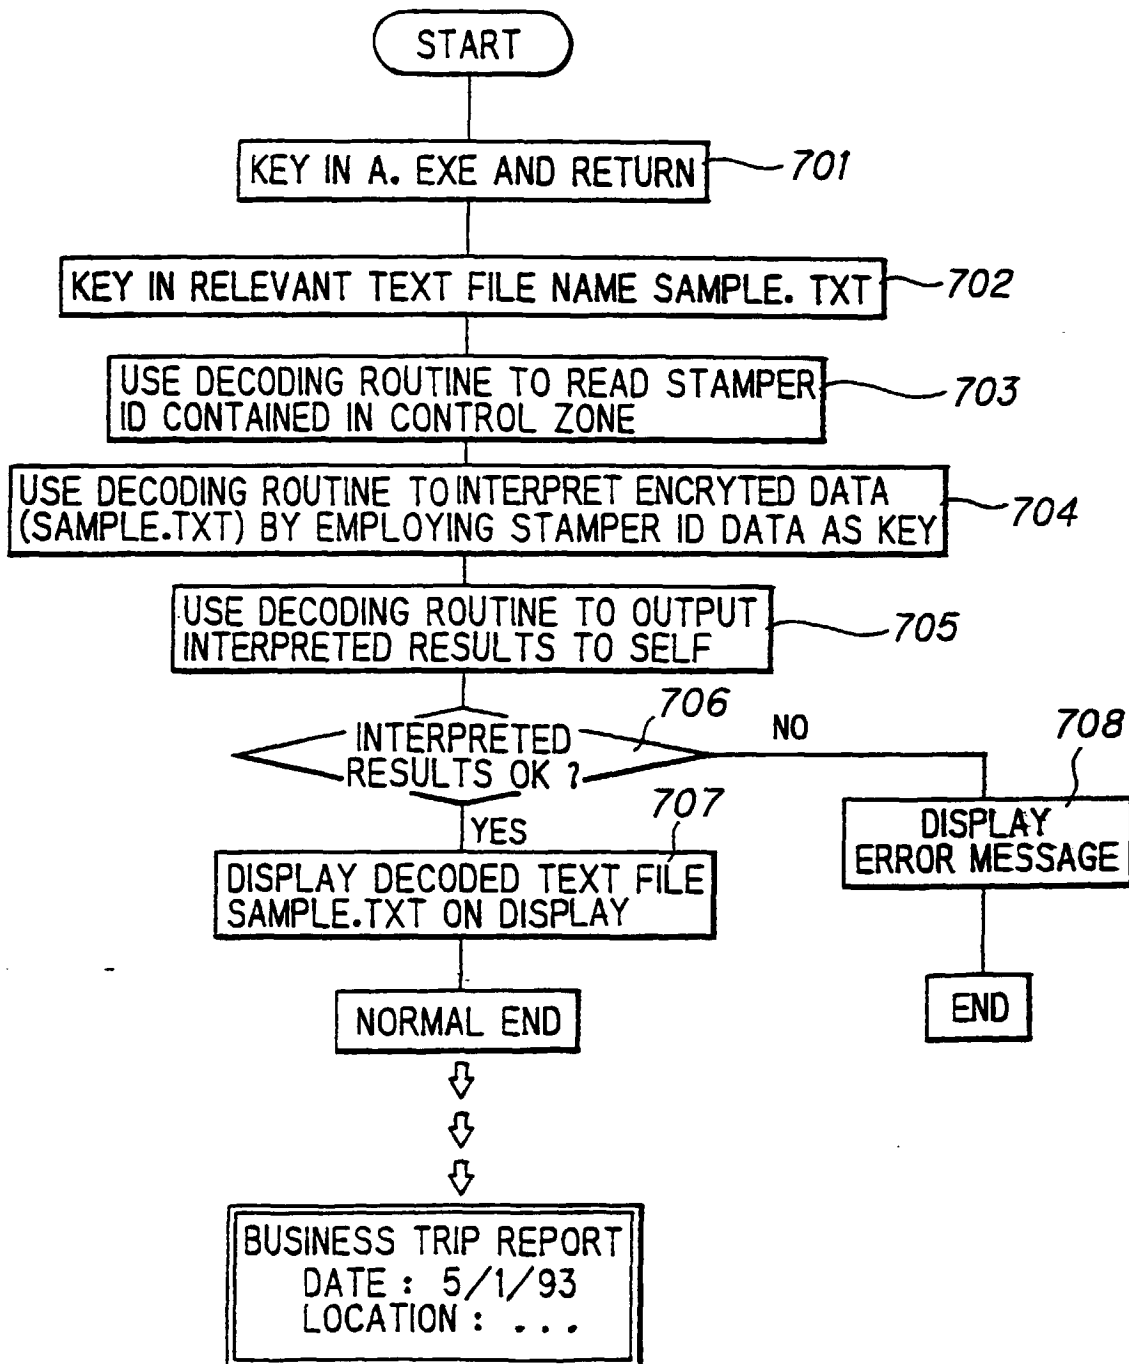 START
KEY IN A. EXE AND RETURN
701
KEY IN RELEVANT TEXT FILE NAME SAMPLE. TXT
702
USE DECODING ROUTINE TO READ STAMPER
ID CONTAINED IN CONTROL ZONE
703
USE DECODING ROUTINE TO INTERPRET ENCRYTED DATA
(SAMPLE.TXT) BY EMPLOYING STAMPER ID DATA AS KEY
704
USE DECODING ROUTINE TO OUTPUT
INTERPRETED RESULTS TO SELF
705
INTERPRETED
RESULTS OK ?
706
NO
708
DISPLAY
ERROR MESSAGE
END
YES
707
DISPLAY DECODED TEXT FILE
SAMPLE.TXT ON DISPLAY
NORMAL END
BUSINESS TRIP REPORT
DATE : 5/1/93
LOCATION : ...